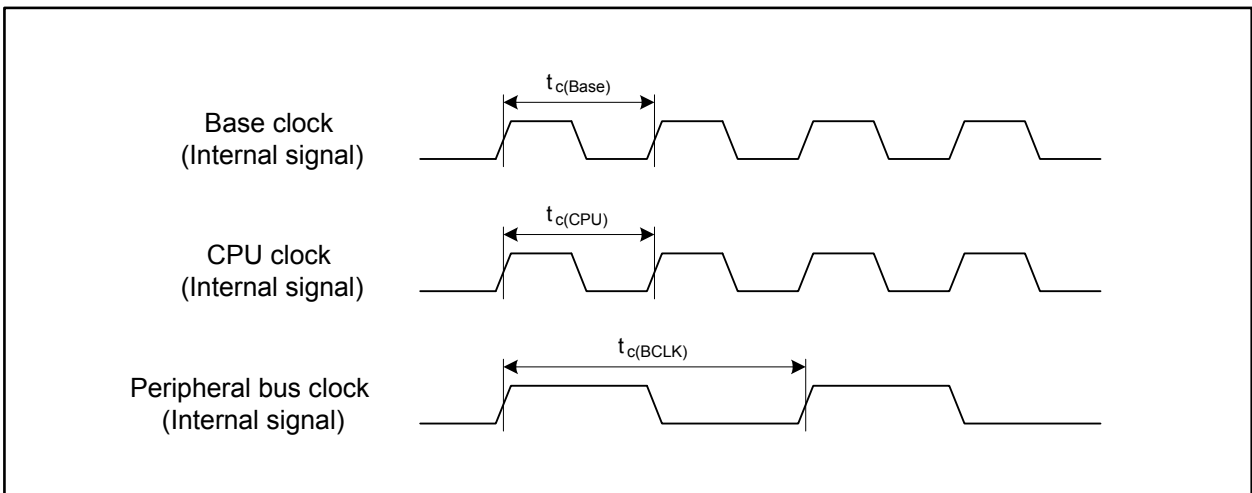 t c(Base)
Base clock
(Internal signal)
t c(CPU)
CPU clock
(Internal signal)
t c(BCLK)
Peripheral bus clock
(Internal signal)